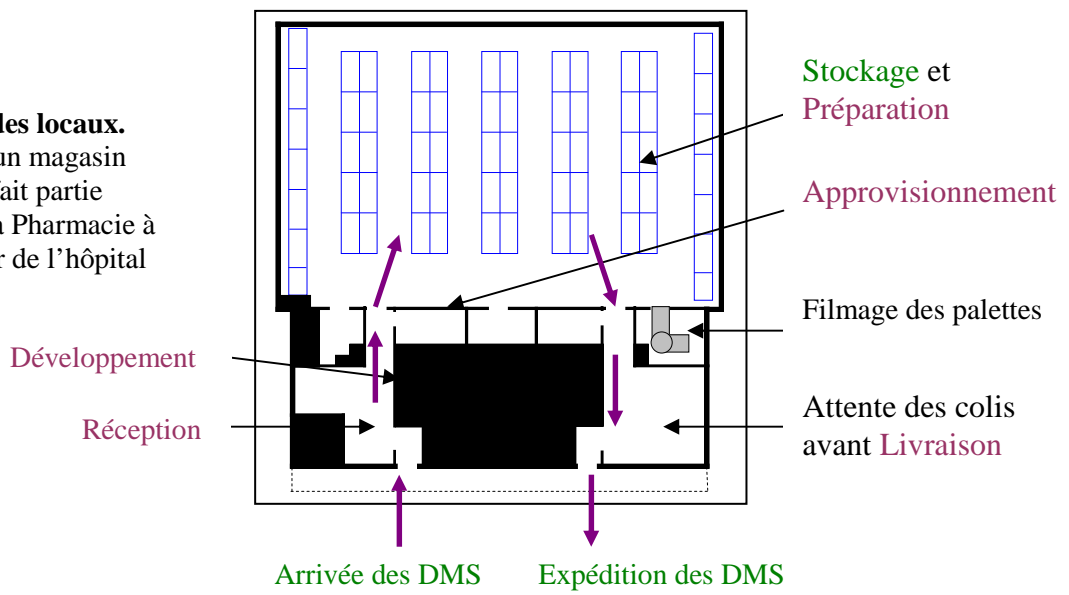 les locaux.
un magasin
fait partie
Pharmacie à
de l'hôpital
Stockage et
Préparation
Approvisionnement
Filmage des palettes
Développement
Réception
Attente des colis
avant Livraison
Arrivée des DMS
Expédition des DMS